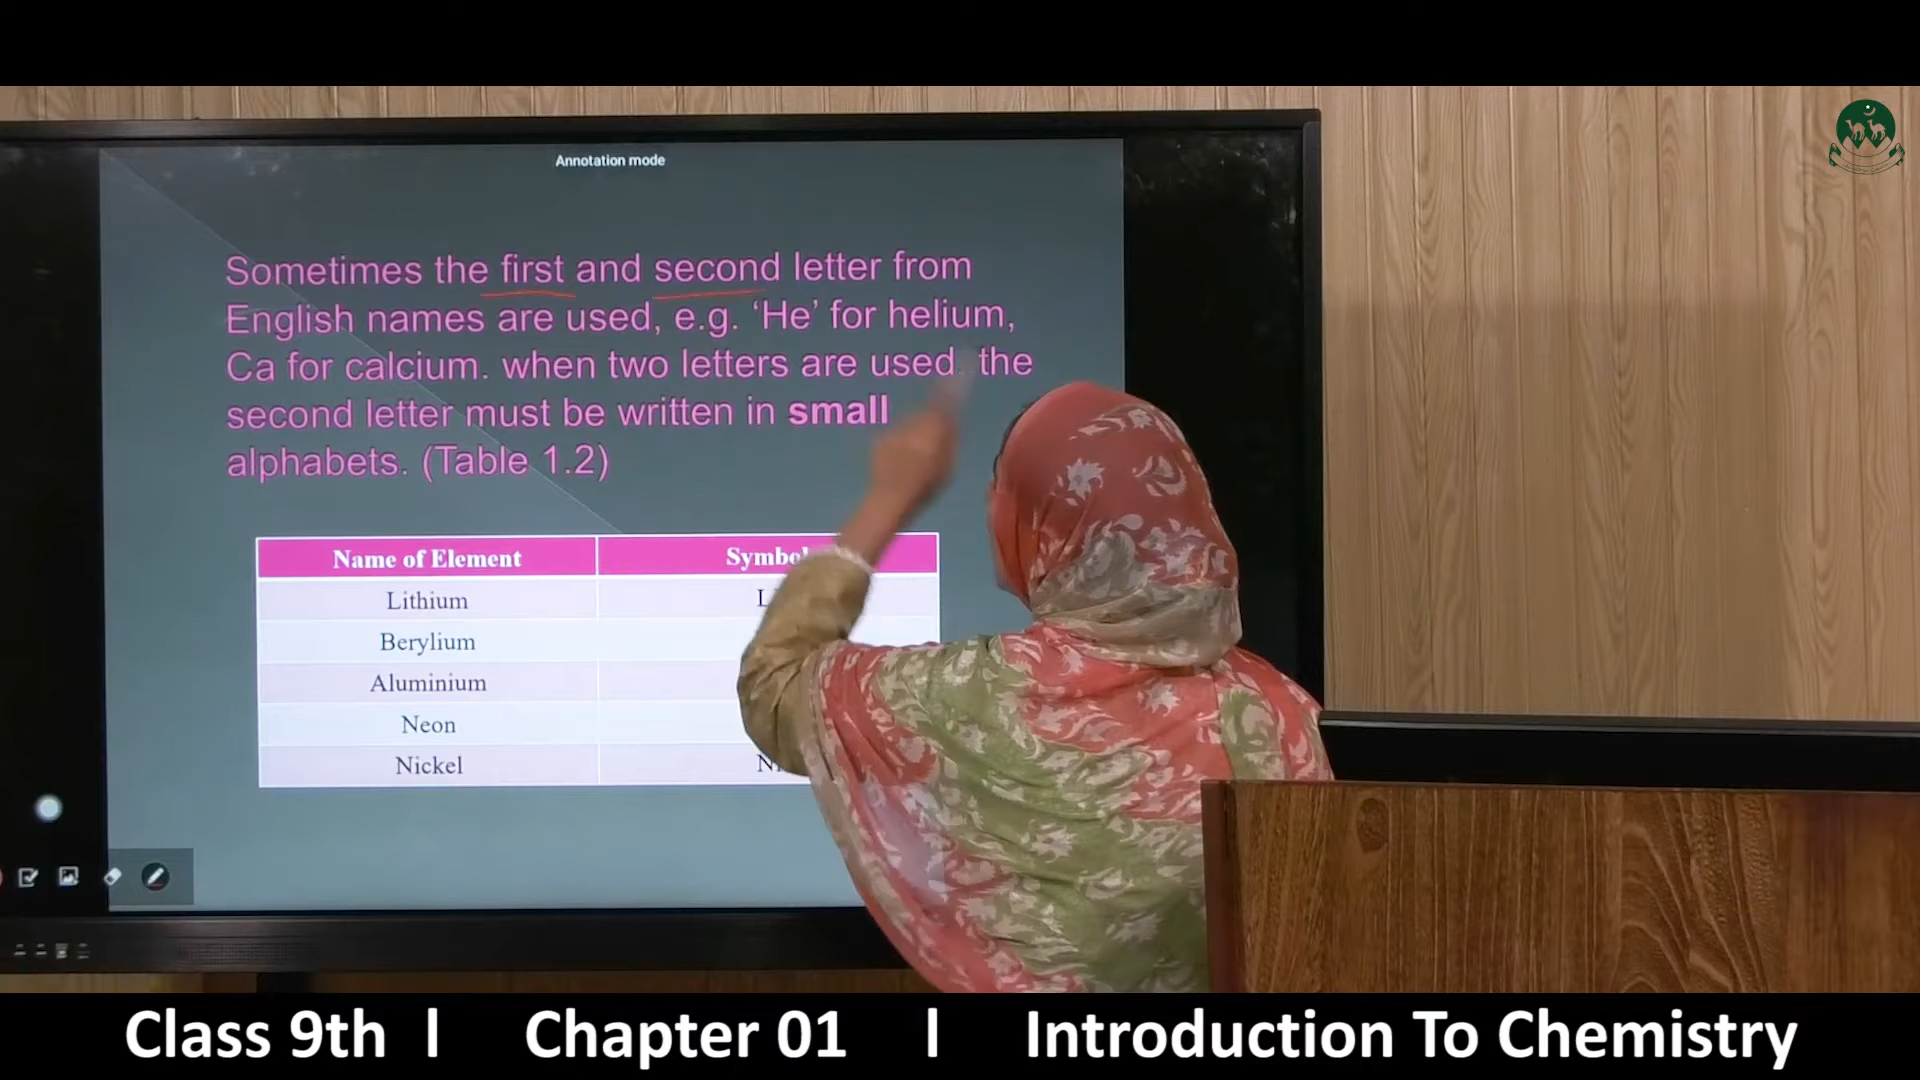 Annotation mode
Sometimes the first and second letter from
English names are used, e.g. ‘He’ for helium,
Ca for calcium. when two letters are used, the
second letter must be written in small
alphabets. (Table 1.2)
Name of Element
Lithium
Berylium
Aluminium
Neon
Nickel
Class 9th l Chapter 01 l Introduction To Chemistry